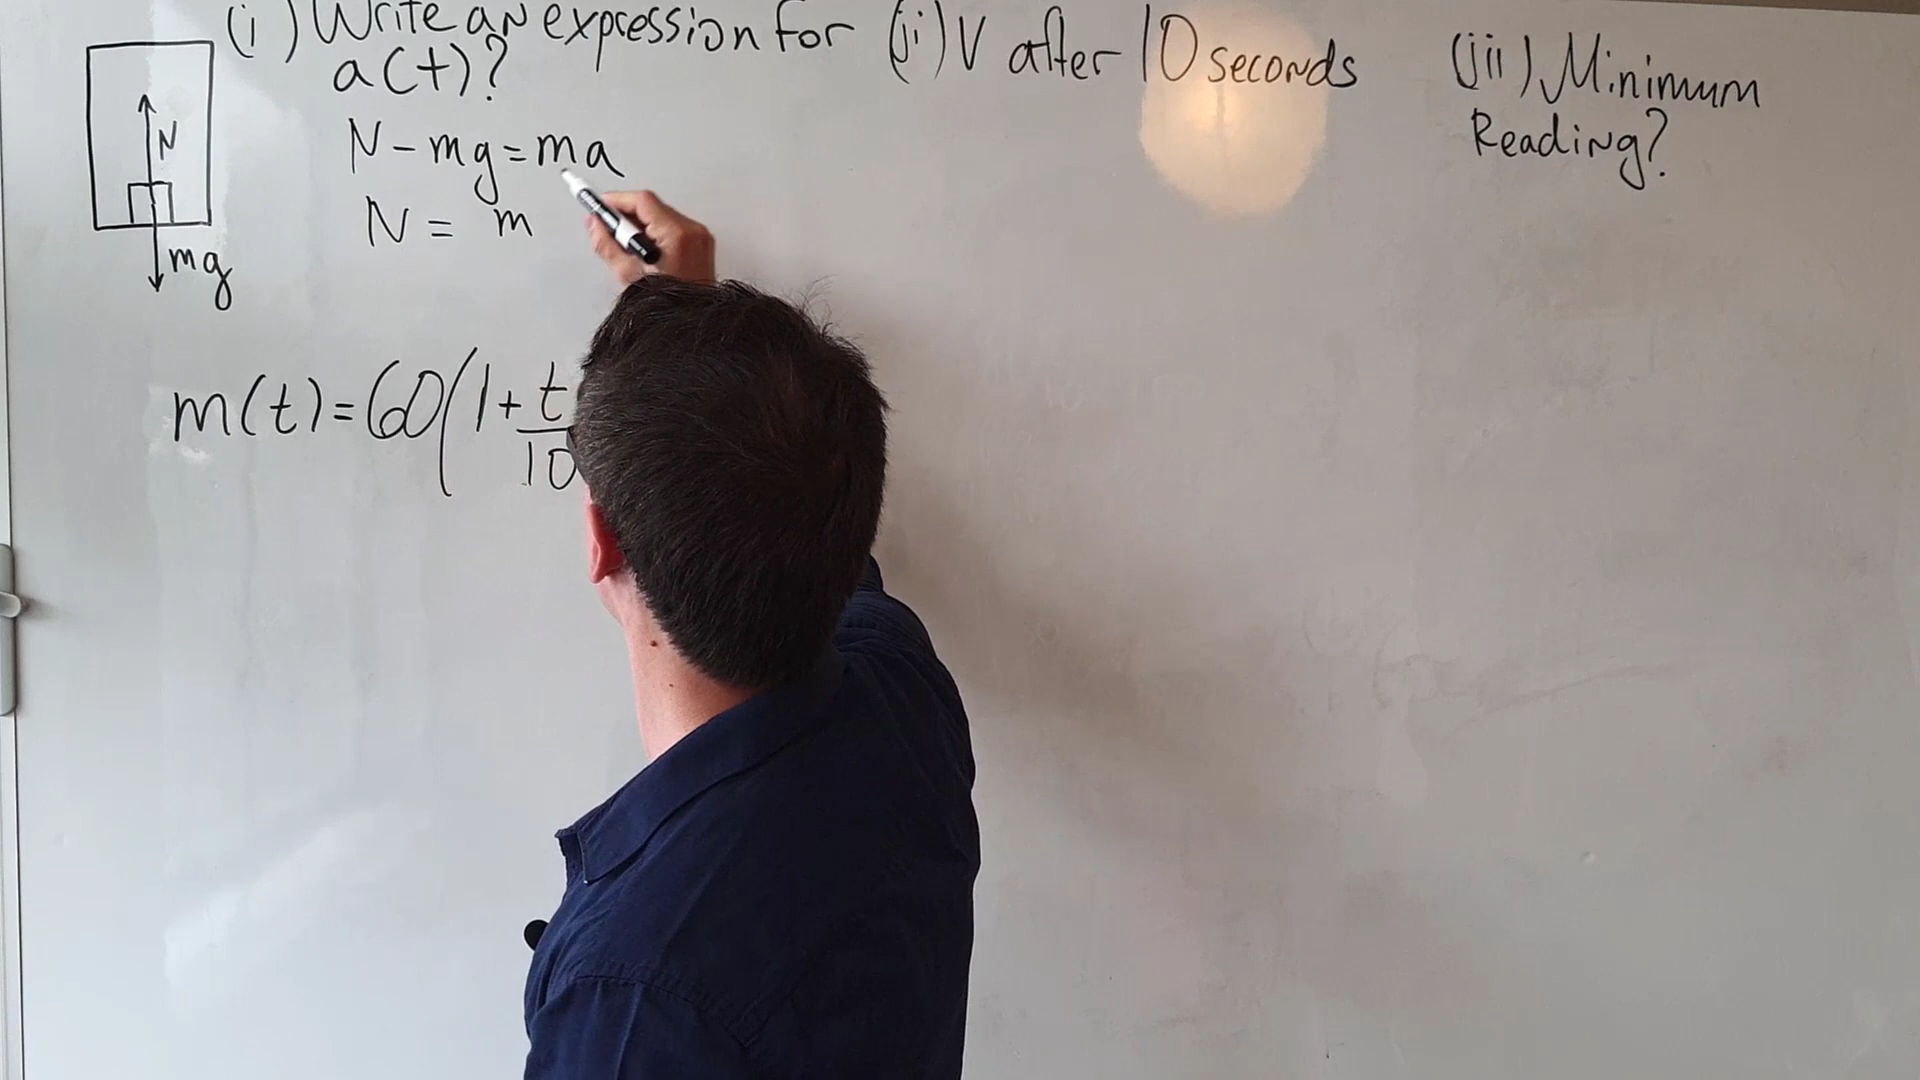 (i) Write an expression for
a(t)?
(ii) V after 10 seconds
(iii) Minimum
Reading?
N
mg
N - mg = ma
N = m
m(t) = 60(1 + t/10